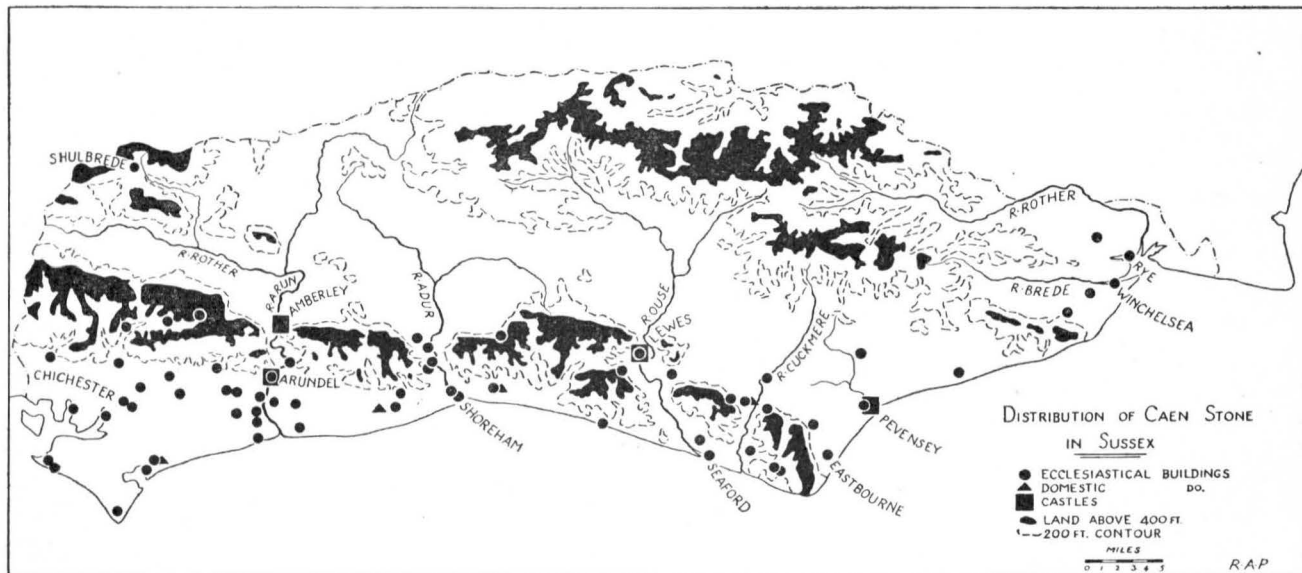 SHULBREDE
R. ROTHER
R. ARUN
AMBERLEY
R. ADUR
R. OUSE
LEWES
R. CUCKMERE
R. ROTHER
R. BREDE
RYE
WINCHELSEA
CHICHESTER
ARUNDEL
SHOREHAM
SEAFORD
EASTBOURNE
PEVENSEY
DISTRIBUTION OF CAEN STONE
IN SUSSEX
ECCLESIASTICAL BUILDINGS
DOMESTIC DO.
CASTLES
LAND ABOVE 400 FT.
200 FT. CONTOUR
MILES
0 1 2 3 4 5
R.A.P